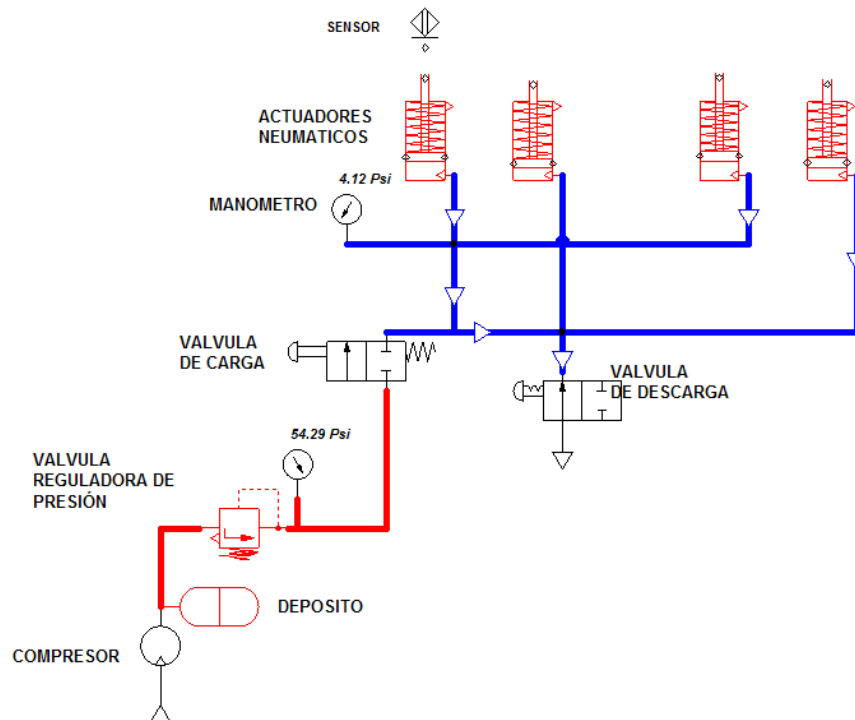 SENSOR
ACTUADORES
NEUMATICOS
4.12 Psi
MANOMETRO
VALVULA
DE CARGA
VALVULA
DE DESCARGA
54.29 Psi
VALVULA
REGULADORA DE
PRESIÓN
DEPOSITO
COMPRESOR